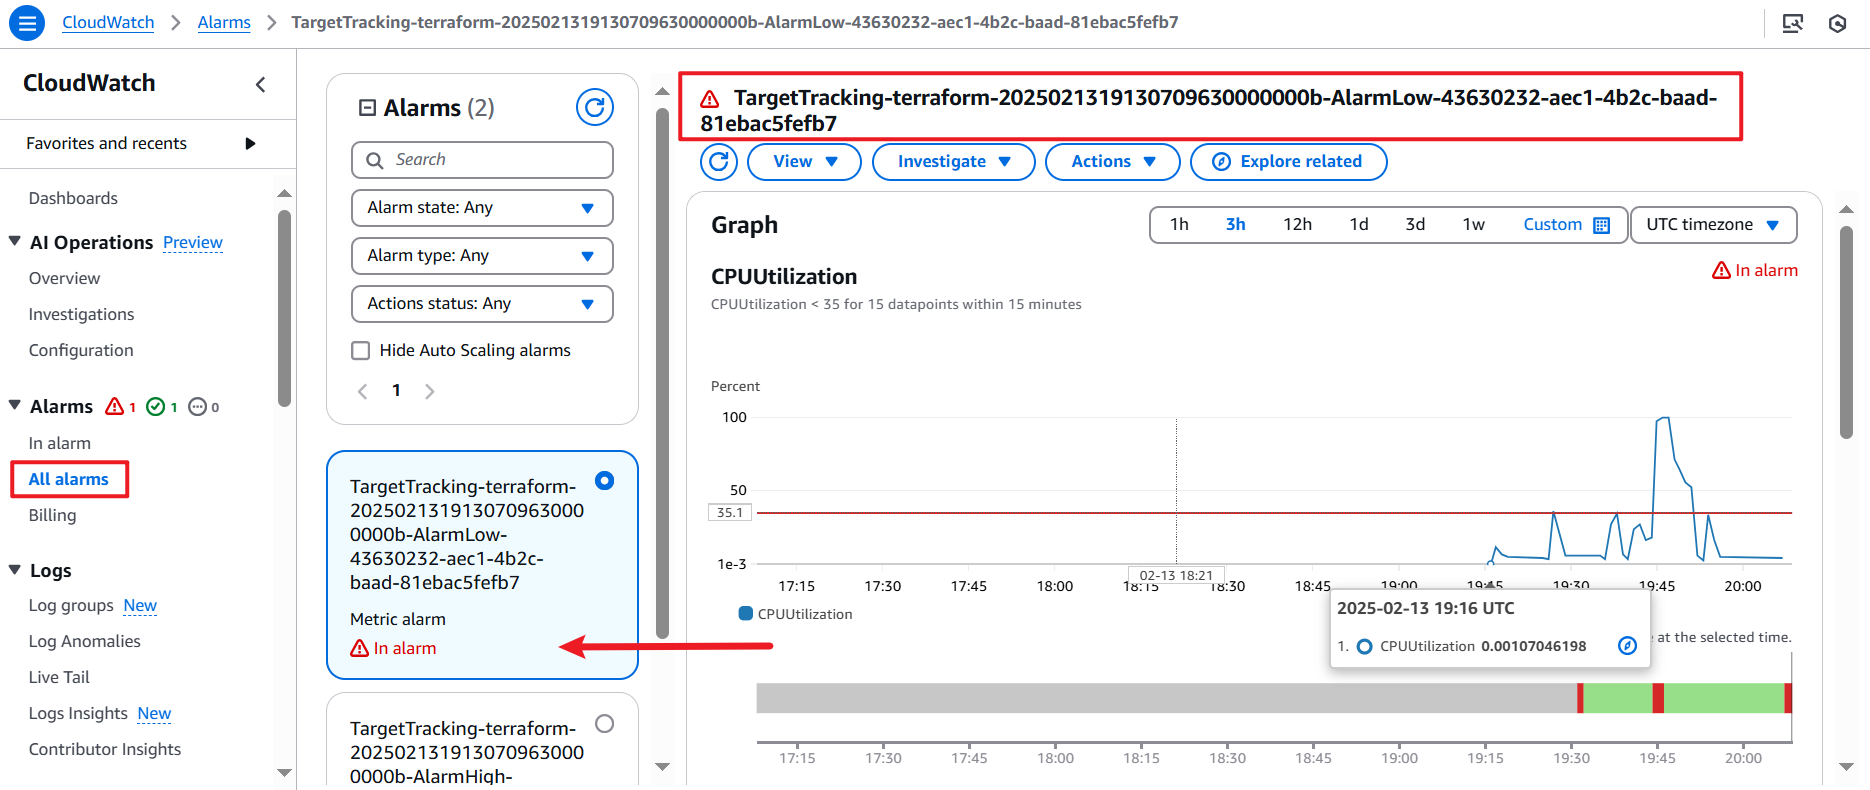 CloudWatch > Alarms > TargetTracking-terraform-20250213191307096300000000b-AlarmLow-43630232-aec1-4b2c-baad-81ebac5fefb7
CloudWatch
Favorites and recents
Dashboards
AI Operations Preview
Overview
Investigations
Configuration
Alarms 1 1 0
In alarm
All alarms
Billing
Logs
Log groups New
Log Anomalies
Live Tail
Logs Insights New
Contributor Insights
Alarms (2)
Search
Alarm state: Any
Alarm type: Any
Actions status: Any
Hide Auto Scaling alarms
1
TargetTracking-terraform-
202502131913070963000
0000b-AlarmLow-
43630232-aec1-4b2c-
baad-81ebac5fefb7
Metric alarm
In alarm
TargetTracking-terraform-
202502131913070963000
0000b-AlarmHigh-
TargetTracking-terraform-2025021319130709630000000b-AlarmLow-43630232-aec1-4b2c-baad-
81ebac5fefb7
View Investigate Actions Explore related
Graph
1h 3h 12h 1d 3d 1w Custom UTC timezone
CPUUtilization
In alarm
CPUUtilization < 35 for 15 datapoints within 15 minutes
Percent
100
50
35.1
1e-3
17:15 17:30 17:45 18:00 18:15 18:30 18:45 19:00 19:15 19:30 19:45 20:00
02-13 18:21
CPUUtilization
2025-02-13 19:16 UTC
1. CPUUtilization 0.00107046198
at the selected time.
17:15 17:30 17:45 18:00 18:15 18:30 18:45 19:00 19:15 19:30 19:45 20:00